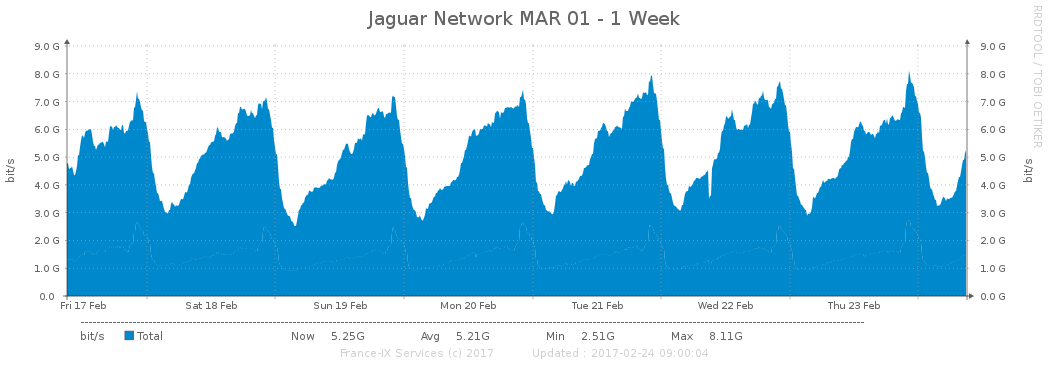 Jaguar Network MAR 01 - 1 Week
RRDTOOL / TOBI OETIKER
9.0 G 9.0 G
8.0 G 8.0 G
7.0 G 7.0 G
6.0 G 6.0 G
5.0 G 5.0 G
4.0 G 4.0 G
3.0 G 3.0 G
2.0 G 2.0 G
1.0 G 1.0 G
0.0 0.0 G
bit/s bit/s
Fri 17 Feb Sat 18 Feb Sun 19 Feb Mon 20 Feb Tue 21 Feb Wed 22 Feb Thu 23 Feb
bit/s Total Now 5.25G Avg 5.21G Min 2.51G Max 8.11G
France-IX Services (c) 2017 Updated : 2017-02-24 09:00:04